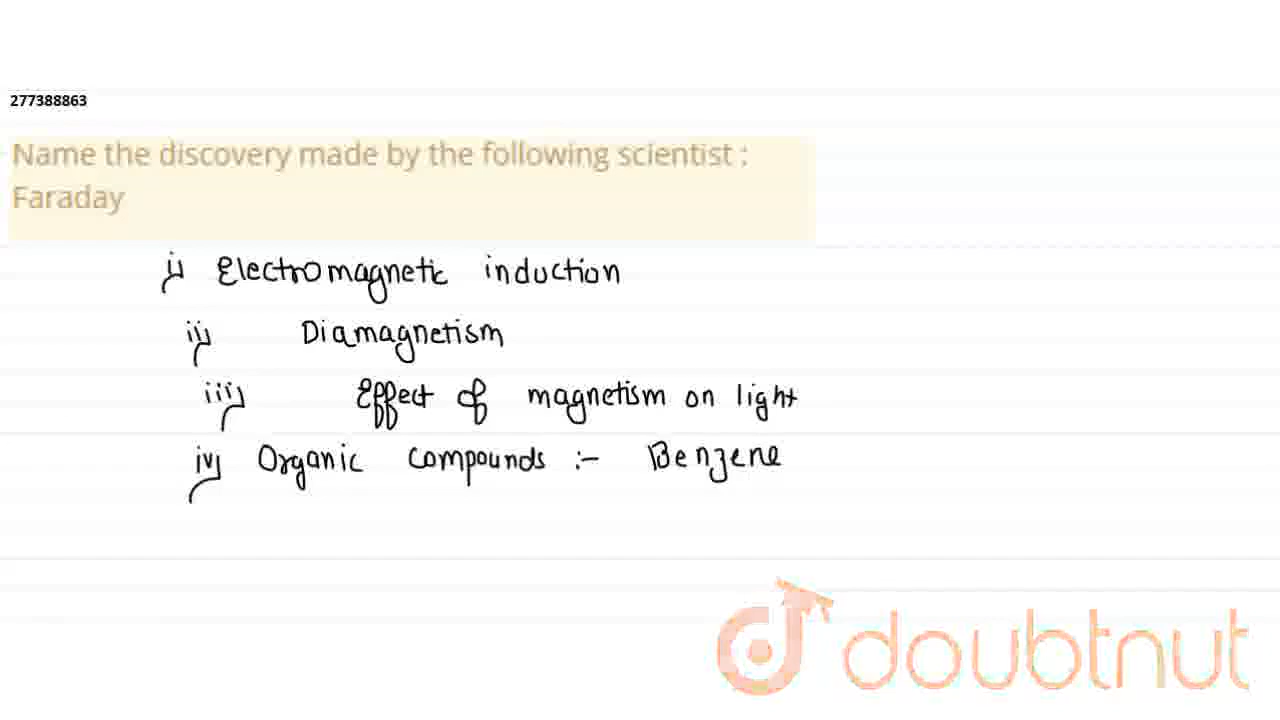 277388863
Name the discovery made by the following scientist :
Faraday
i) Electromagnetic induction
ii) Diamagnetism
iii) Effect of magnetism on light
iv) Organic compounds :- Benzene
doubtnut